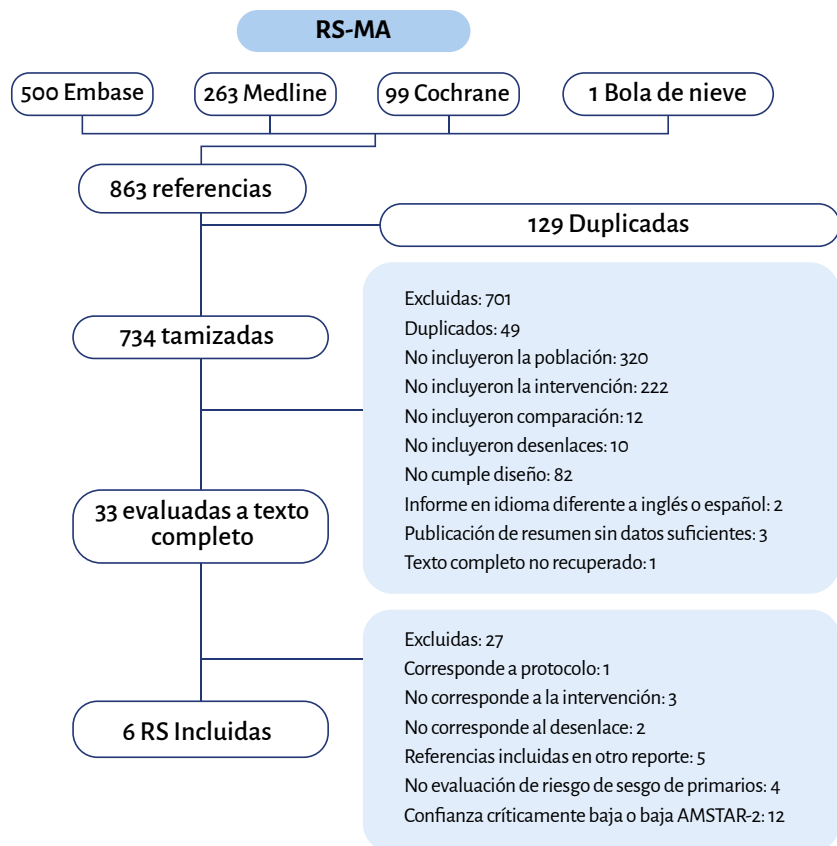 RS-MA
500 Embase
263 Medline
99 Cochrane
1 Bola de nieve
863 referencias
129 Duplicadas
734 tamizadas
Excluidas: 701
Duplicados: 49
No incluyeron la población: 320
No incluyeron la intervención: 222
No incluyeron comparación: 12
No incluyeron desenlaces: 10
No cumple diseño: 82
Informe en idioma diferente a inglés o español: 2
Publicación de resumen sin datos suficientes: 3
Texto completo no recuperado: 1
33 evaluadas a texto
completo
Excluidas: 27
Corresponde a protocolo: 1
No corresponde a la intervención: 3
No corresponde al desenlace: 2
Referencias incluidas en otro reporte: 5
No evaluación de riesgo de sesgo de primarios: 4
Confianza críticamente baja o baja AMSTAR-2: 12
6 RS Incluidas